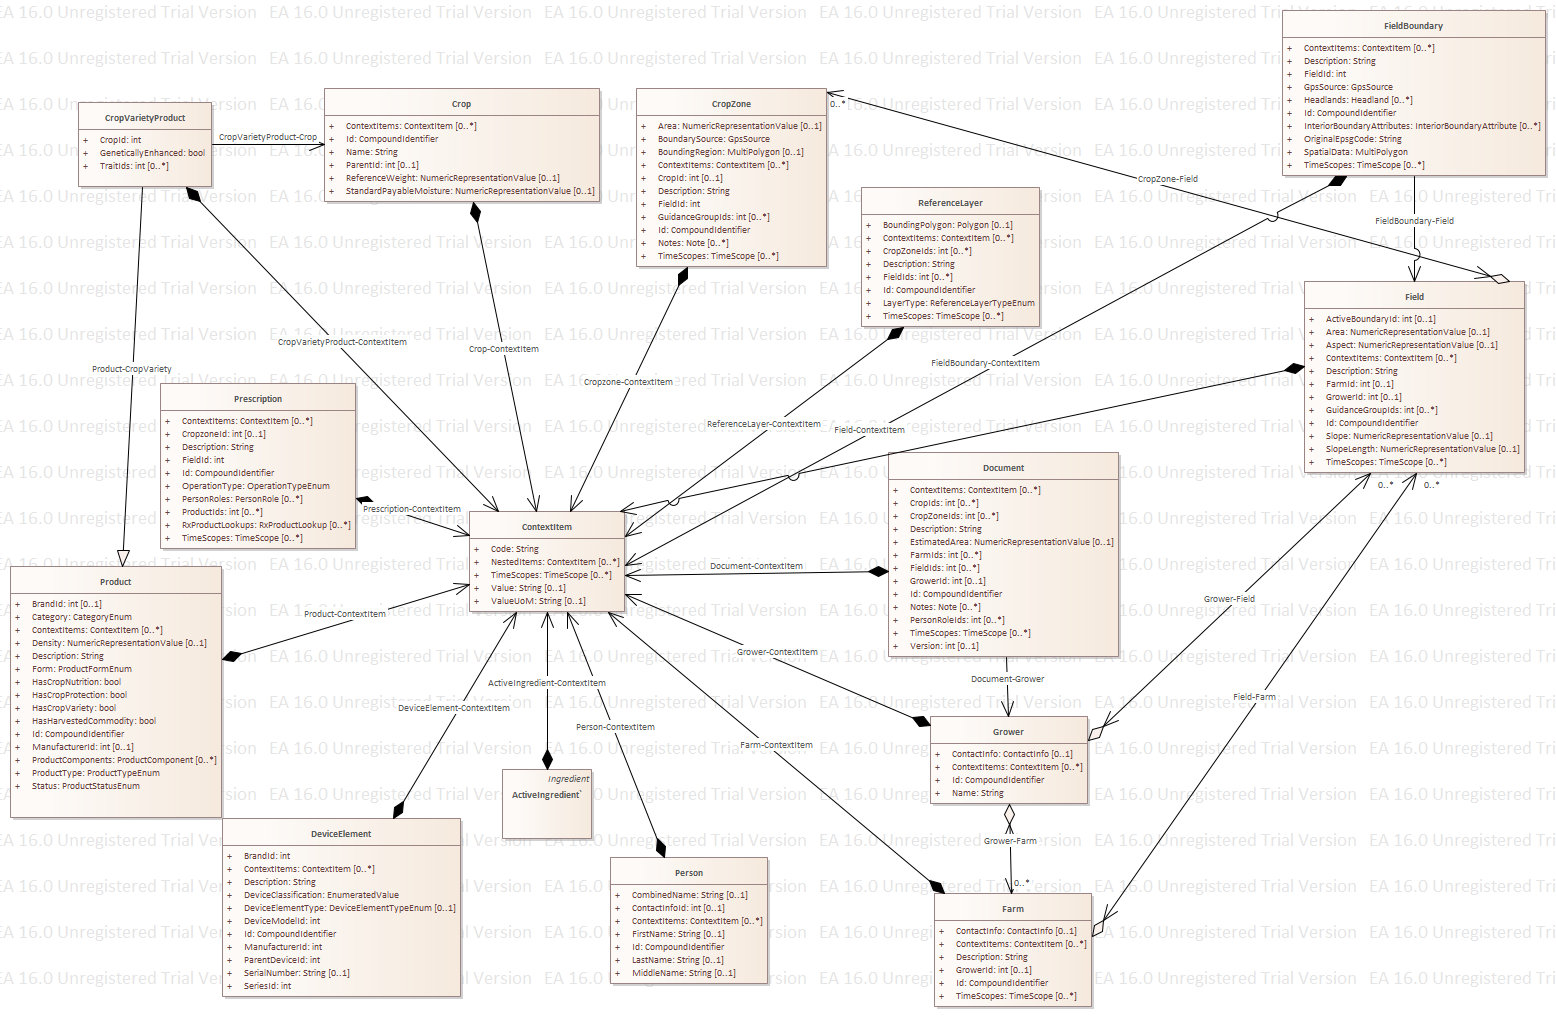 EA 16.0 Unregistered Trial Version EA 16.0 Unregistered Trial Version EA 16.0 Unregistered Trial Version EA 16.0 Unregistered Trial Version EA 16.0 Unregistered Tri
FieldBoundary
+ ContextItems: ContextItem [0..*]
+ Description: String
+ FieldId: int
+ GpsSource: GpsSource
+ Headlands: Headland [0..*]
+ Id: CompoundIdentifier
+ InteriorBoundaryAttributes: InteriorBoundaryAttribute [0..*]
+ OriginalEpsgCode: String
+ SpatialData: MultiPolygon
+ TimeScopes: TimeScope [0..*]
CropVarietyProduct
+ CropId: int
+ GeneticallyEnhanced: bool
+ TraitIds: int [0..*]
CropVarietyProduct-Crop
Crop
+ ContextItems: ContextItem [0..*]
+ Id: CompoundIdentifier
+ Name: String
+ ParentId: int [0..1]
+ ReferenceWeight: NumericRepresentationValue [0..1]
+ StandardPayableMoisture: NumericRepresentationValue [0..1]
CropZone
+ Area: NumericRepresentationValue [0..1]
+ BoundarySource: GpsSource
+ BoundingRegion: MultiPolygon [0..1]
+ ContextItems: ContextItem [0..*]
+ CropId: int [0..1]
+ Description: String
+ FieldId: int
+ GuidanceGroupIds: int [0..*]
+ Id: CompoundIdentifier
+ Notes: Note [0..*]
+ TimeScopes: TimeScope [0..*]
0..*
CropZone-Field
FieldBoundary-Field
ReferenceLayer
+ BoundingPolygon: Polygon [0..1]
+ ContextItems: ContextItem [0..*]
+ CropZoneIds: int [0..*]
+ Description: String
+ FieldIds: int [0..*]
+ Id: CompoundIdentifier
+ LayerType: ReferenceLayerTypeEnum
+ TimeScopes: TimeScope [0..*]
Field
+ ActiveBoundaryId: int [0..1]
+ Area: NumericRepresentationValue [0..1]
+ Aspect: NumericRepresentationValue [0..1]
+ ContextItems: ContextItem [0..*]
+ Description: String
+ FarmId: int [0..1]
+ GrowerId: int [0..1]
+ GuidanceGroupIds: int [0..*]
+ Id: CompoundIdentifier
+ Slope: NumericRepresentationValue [0..1]
+ SlopeLength: NumericRepresentationValue [0..1]
+ TimeScopes: TimeScope [0..*]
0..*
0..*
CropVarietyProduct-ContextItem
Crop-ContextItem
Product-CropVariety
Cropzone-ContextItem
FieldBoundary-ContextItem
ReferenceLayer-ContextItem
Field-ContextItem
Prescription
+ ContextItems: ContextItem [0..*]
+ CropzoneId: int [0..1]
+ Description: String
+ FieldId: int
+ Id: CompoundIdentifier
+ OperationType: OperationTypeEnum
+ PersonRoles: PersonRole [0..*]
+ ProductIds: int [0..*]
+ RxProductLookups: RxProductLookup [0..*]
+ TimeScopes: TimeScope [0..*]
Prescription-ContextItem
ContextItem
+ Code: String
+ NestedItems: ContextItem [0..*]
+ TimeScopes: TimeScope [0..*]
+ Value: String [0..1]
+ ValueUoM: String [0..1]
Document
+ ContextItems: ContextItem [0..*]
+ CropIds: int [0..*]
+ CropZoneIds: int [0..*]
+ Description: String
+ EstimatedArea: NumericRepresentationValue [0..1]
+ FarmIds: int [0..*]
+ FieldIds: int [0..*]
+ GrowerId: int [0..1]
+ Id: CompoundIdentifier
+ Notes: Note [0..*]
+ PersonRoleIds: int [0..*]
+ TimeScopes: TimeScope [0..*]
+ Version: int [0..1]
Document-ContextItem
Product
+ BrandId: int [0..1]
+ Category: CategoryEnum
+ ContextItems: ContextItem [0..*]
+ Density: NumericRepresentationValue [0..1]
+ Description: String
+ Form: ProductFormEnum
+ HasCropNutrition: bool
+ HasCropProtection: bool
+ HasCropVariety: bool
+ HasHarvestedCommodity: bool
+ Id: CompoundIdentifier
+ ManufacturerId: int [0..1]
+ ProductComponents: ProductComponent [0..*]
+ ProductType: ProductTypeEnum
+ Status: ProductStatusEnum
Product-ContextItem
Grower-Field
Grower-ContextItem
Document-Grower
ActiveIngredient-ContextItem
DeviceElement-ContextItem
Person-ContextItem
Farm-ContextItem
Field-Farm
Grower
+ ContactInfo: ContactInfo [0..1]
+ ContextItems: ContextItem [0..*]
+ Id: CompoundIdentifier
+ Name: String
Ingredient
ActiveIngredient`
Grower-Farm
0..*
DeviceElement
+ BrandId: int
+ ContextItems: ContextItem [0..*]
+ Description: String
+ DeviceClassification: EnumeratedValue
+ DeviceElementType: DeviceElementTypeEnum [0..1]
+ DeviceModelId: int
+ Id: CompoundIdentifier
+ ManufacturerId: int
+ ParentDeviceId: int
+ SerialNumber: String [0..1]
+ SeriesId: int
Person
+ CombinedName: String [0..1]
+ ContactInfoId: int [0..1]
+ ContextItems: ContextItem [0..*]
+ FirstName: String [0..1]
+ Id: CompoundIdentifier
+ LastName: String [0..1]
+ MiddleName: String [0..1]
Farm
+ ContactInfo: ContactInfo [0..1]
+ ContextItems: ContextItem [0..*]
+ Description: String
+ GrowerId: int [0..1]
+ Id: CompoundIdentifier
+ TimeScopes: TimeScope [0..*]